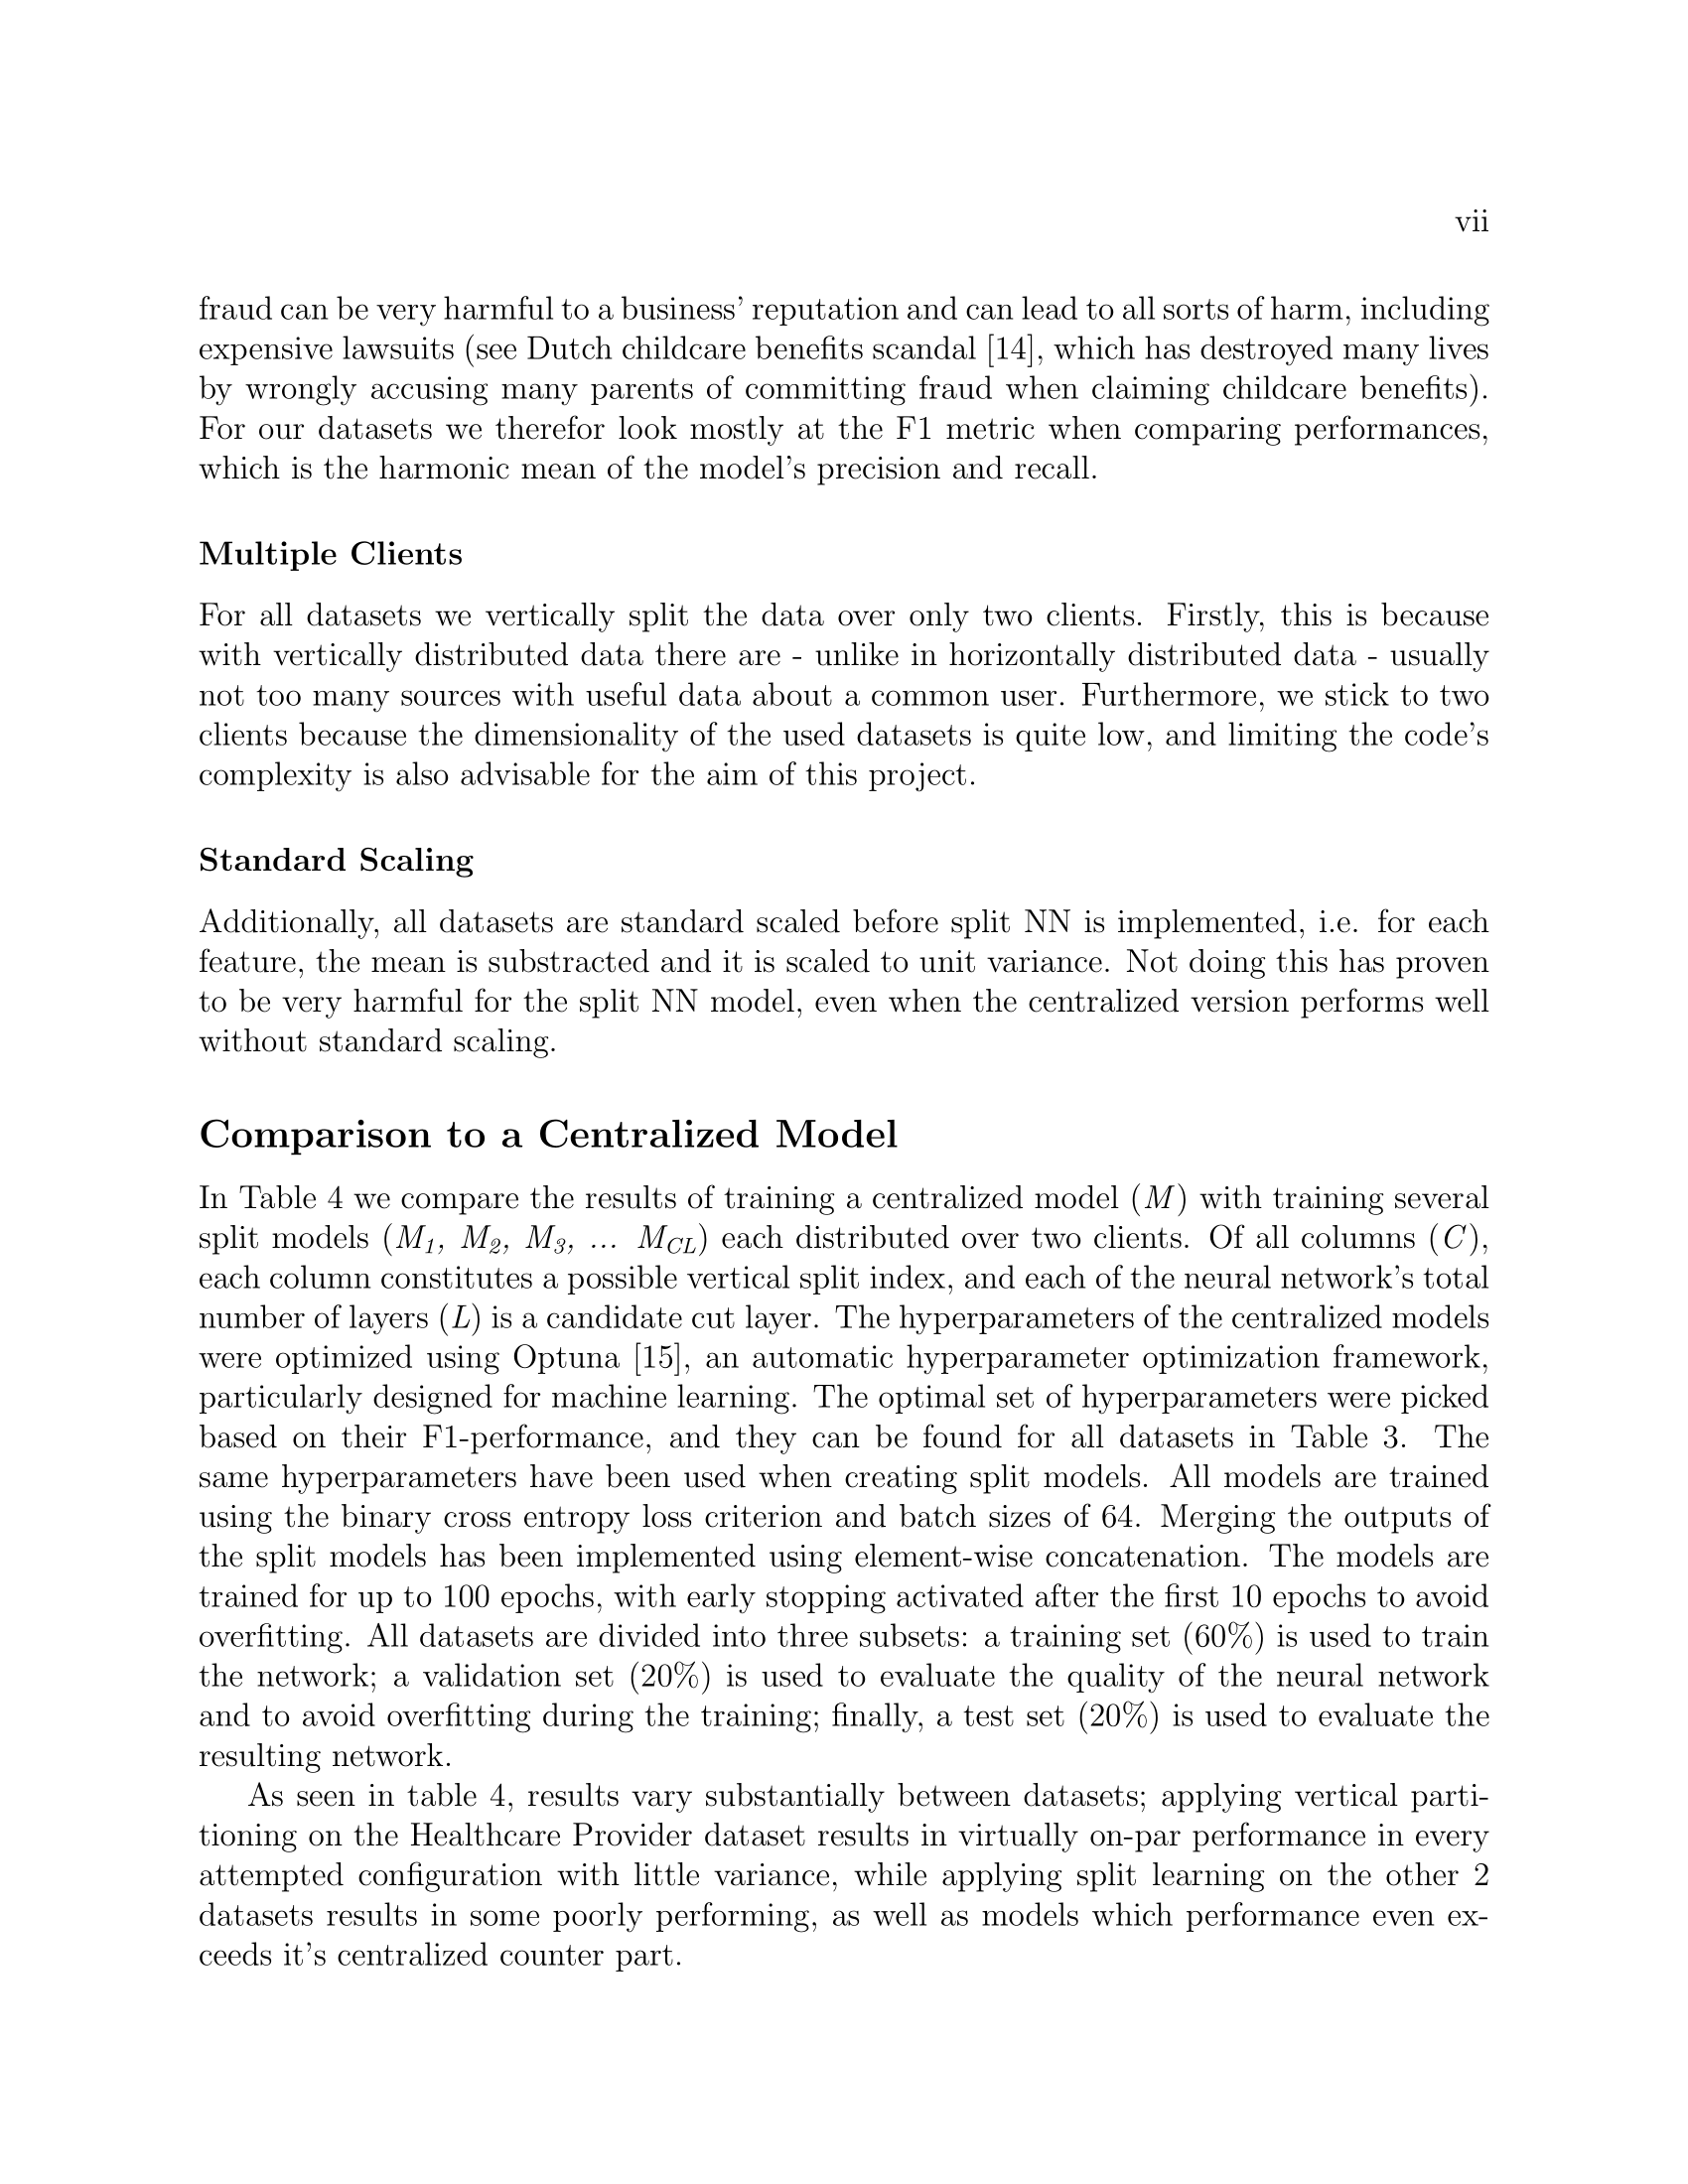 vii
fraud can be very harmful to a business' reputation and can lead to all sorts of harm, including
expensive lawsuits (see Dutch childcare benefits scandal [14], which has destroyed many lives
by wrongly accusing many parents of committing fraud when claiming childcare benefits).
For our datasets we therefor look mostly at the F1 metric when comparing performances,
which is the harmonic mean of the model's precision and recall.
Multiple Clients
For all datasets we vertically split the data over only two clients. Firstly, this is because
with vertically distributed data there are - unlike in horizontally distributed data - usually
not too many sources with useful data about a common user. Furthermore, we stick to two
clients because the dimensionality of the used datasets is quite low, and limiting the code's
complexity is also advisable for the aim of this project.
Standard Scaling
Additionally, all datasets are standard scaled before split NN is implemented, i.e. for each
feature, the mean is substracted and it is scaled to unit variance. Not doing this has proven
to be very harmful for the split NN model, even when the centralized version performs well
without standard scaling.
Comparison to a Centralized Model
In Table 4 we compare the results of training a centralized model (M) with training several
split models (M1, M2, M3, ... MCL) each distributed over two clients. Of all columns (C),
each column constitutes a possible vertical split index, and each of the neural network's total
number of layers (L) is a candidate cut layer. The hyperparameters of the centralized models
were optimized using Optuna [15], an automatic hyperparameter optimization framework,
particularly designed for machine learning. The optimal set of hyperparameters were picked
based on their F1-performance, and they can be found for all datasets in Table 3. The
same hyperparameters have been used when creating split models. All models are trained
using the binary cross entropy loss criterion and batch sizes of 64. Merging the outputs of
the split models has been implemented using element-wise concatenation. The models are
trained for up to 100 epochs, with early stopping activated after the first 10 epochs to avoid
overfitting. All datasets are divided into three subsets: a training set (60%) is used to train
the network; a validation set (20%) is used to evaluate the quality of the neural network
and to avoid overfitting during the training; finally, a test set (20%) is used to evaluate the
resulting network.
As seen in table 4, results vary substantially between datasets; applying vertical parti-
tioning on the Healthcare Provider dataset results in virtually on-par performance in every
attempted configuration with little variance, while applying split learning on the other 2
datasets results in some poorly performing, as well as models which performance even ex-
ceeds it's centralized counter part.